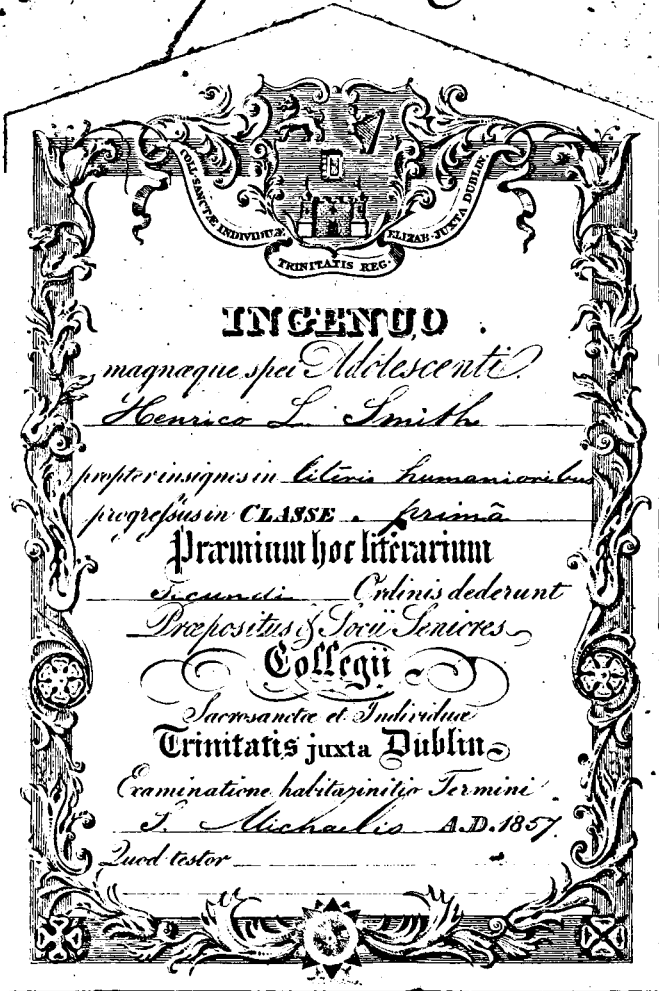 COLL·SANCTÆ INDIVIDUÆ
TRINITATIS REG.
ELIZAB·JUXTA DUBLIN.
INGENUO
magnæque spei Adolescenti
Henrico L. Smith
propter insignes in literis humanioribus
progreſsus in CLASSE primâ
Præmium hoc literarium
Secundi Ordinis dederunt
Præpositus & Socii Seniores
Collegii
Sacrosanctæ et Individuæ
Trinitatis juxta Dublin
Examinatione habita initio Termini
S. Michaelis A.D. 1857
Quod testor